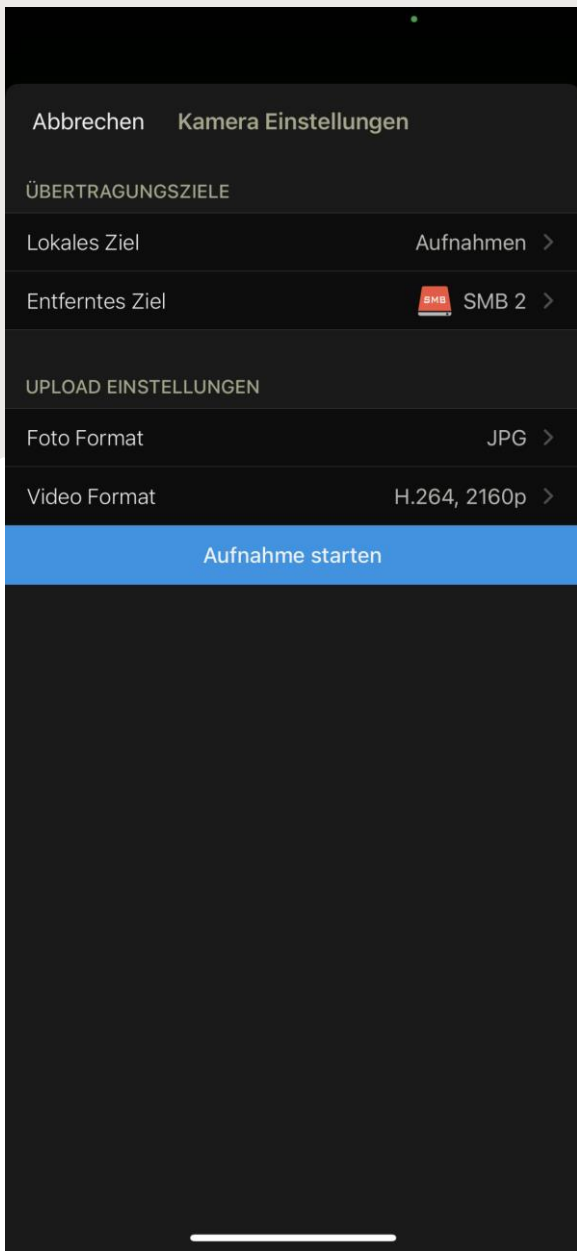 Abbrechen Kamera Einstellungen
ÜBERTRAGUNGSZIELE
Lokales Ziel Aufnahmen
Entferntes Ziel SMB SMB 2
UPLOAD EINSTELLUNGEN
Foto Format JPG
Video Format H.264, 2160p
Aufnahme starten